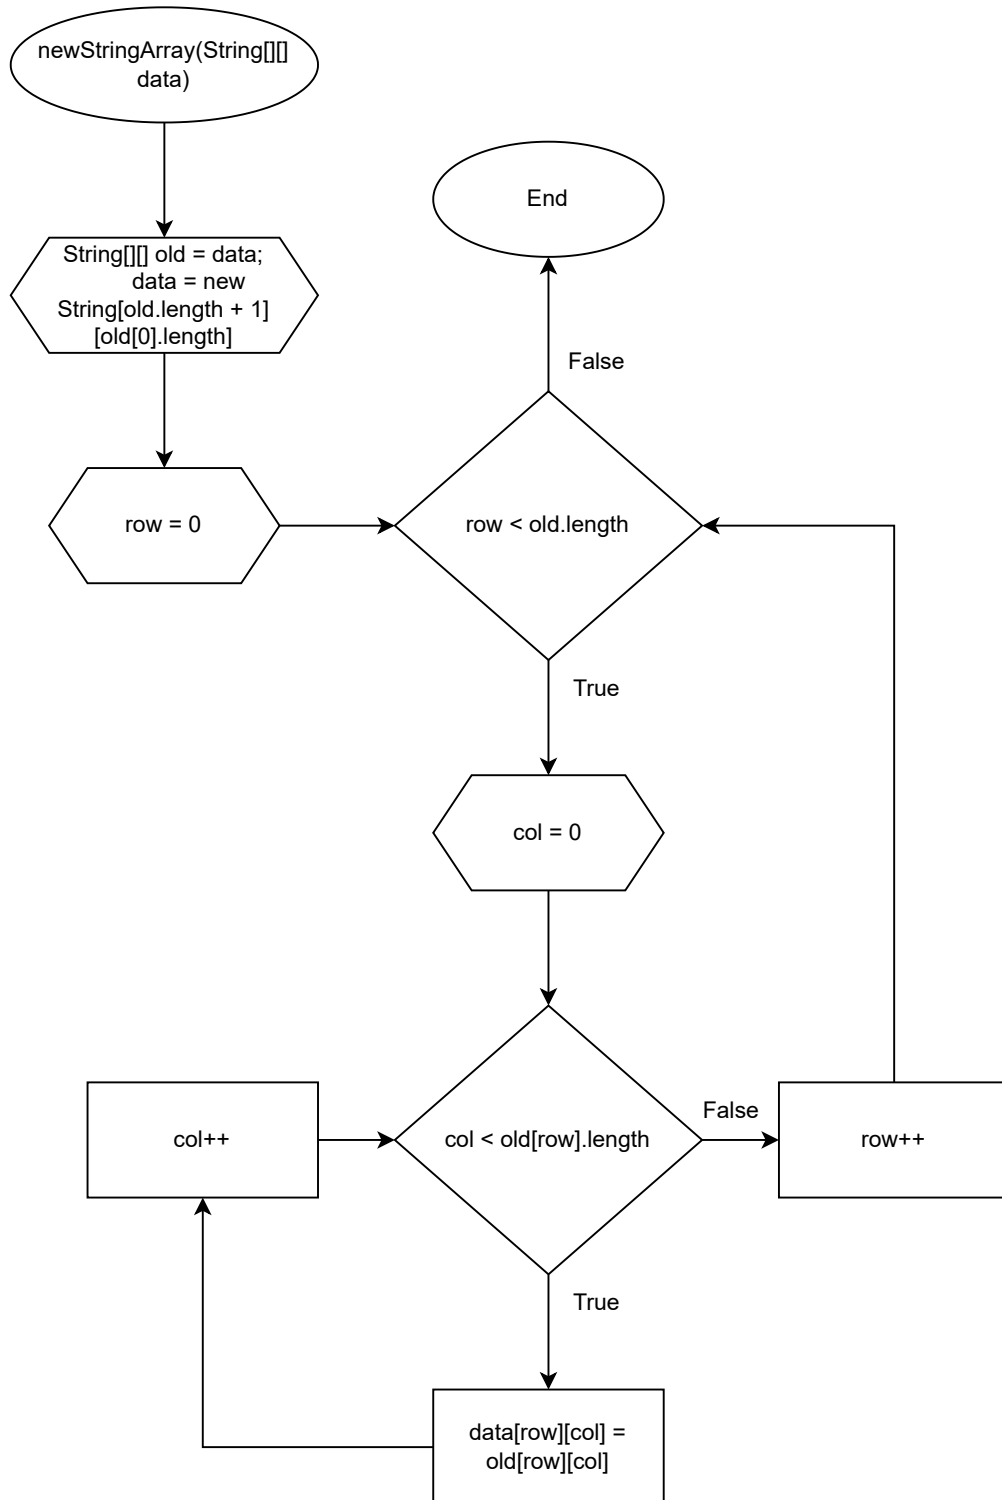 newStringArray(String[][]
data)
String[][] old = data;
data = new
String[old.length + 1]
[old[0].length]
row = 0
End
False
row < old.length
True
col = 0
col++
col < old[row].length
False
row++
True
data[row][col] =
old[row][col]